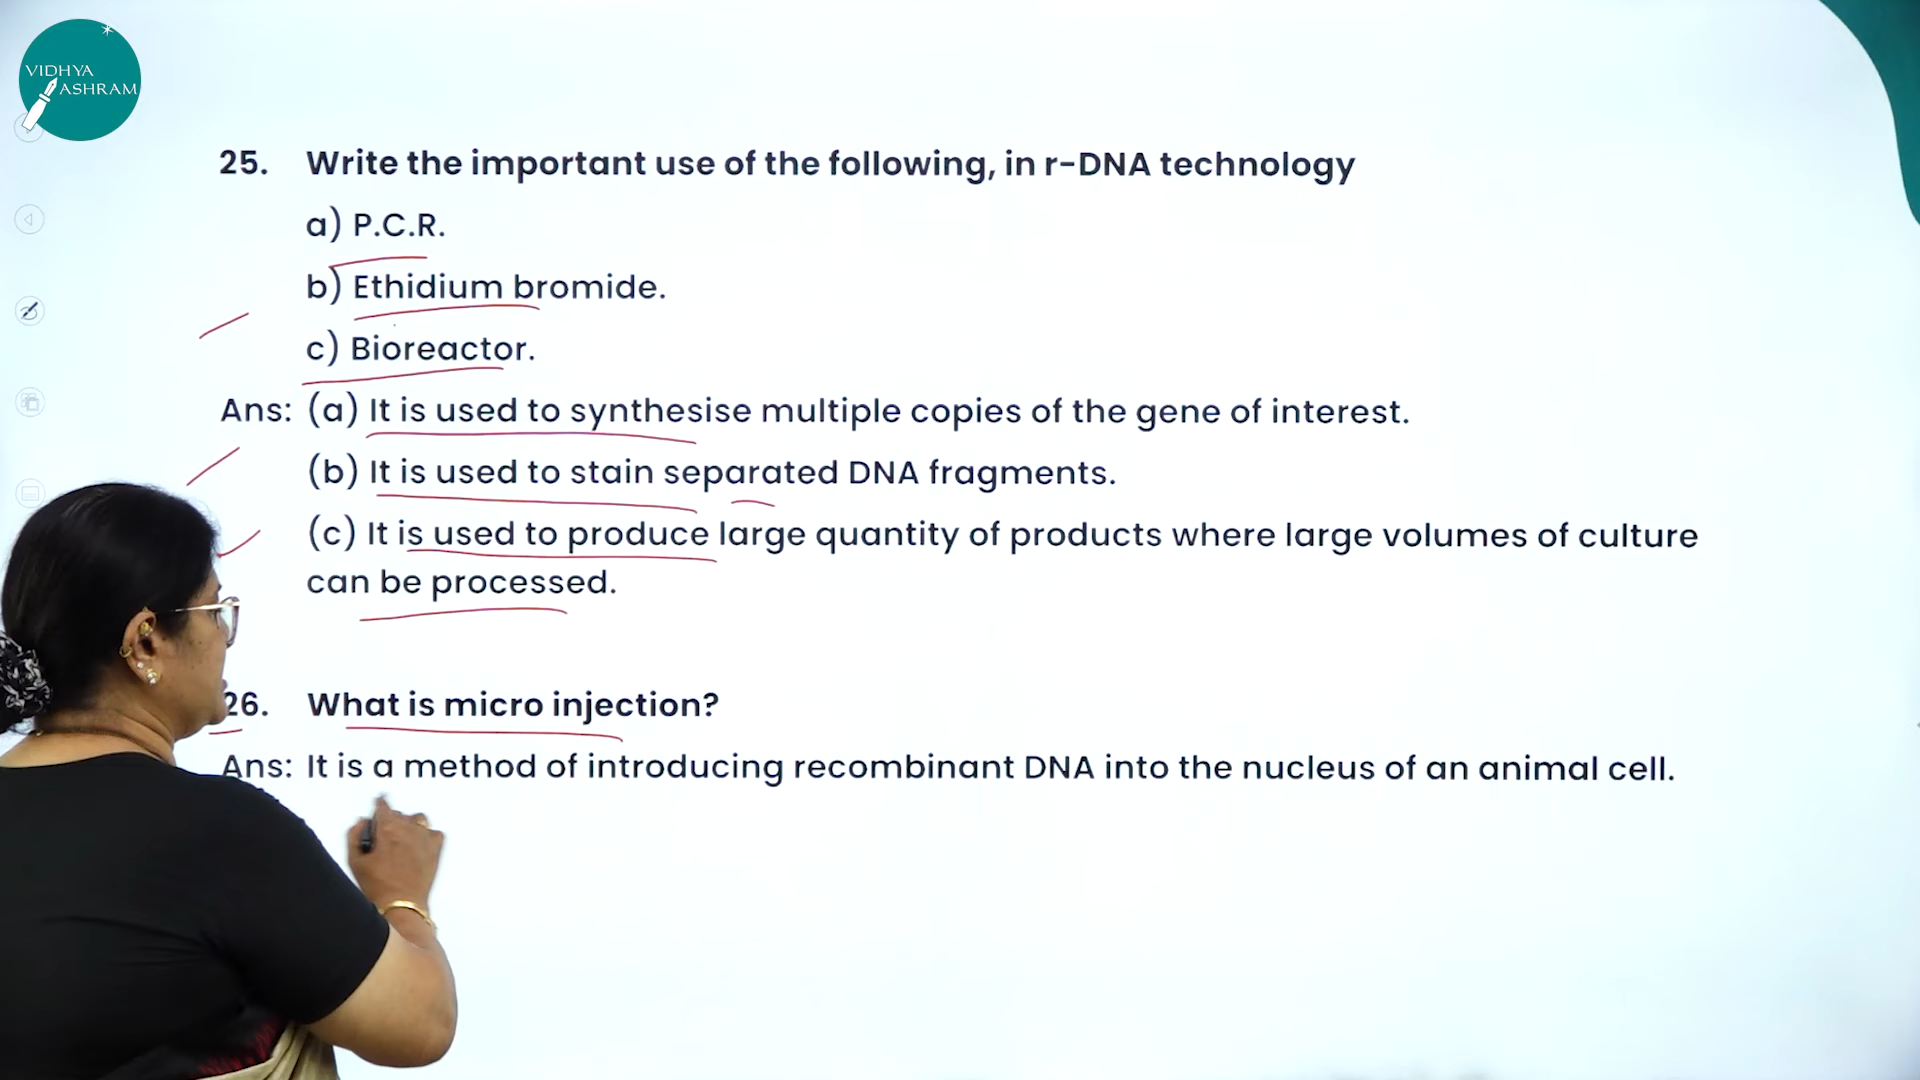 VIDHYA
ASHRAM
25. Write the important use of the following, in r-DNA technology
a) P.C.R.
b) Ethidium bromide.
c) Bioreactor.
Ans: (a) It is used to synthesise multiple copies of the gene of interest.
(b) It is used to stain separated DNA fragments.
(c) It is used to produce large quantity of products where large volumes of culture
can be processed.
26. What is micro injection?
Ans: It is a method of introducing recombinant DNA into the nucleus of an animal cell.